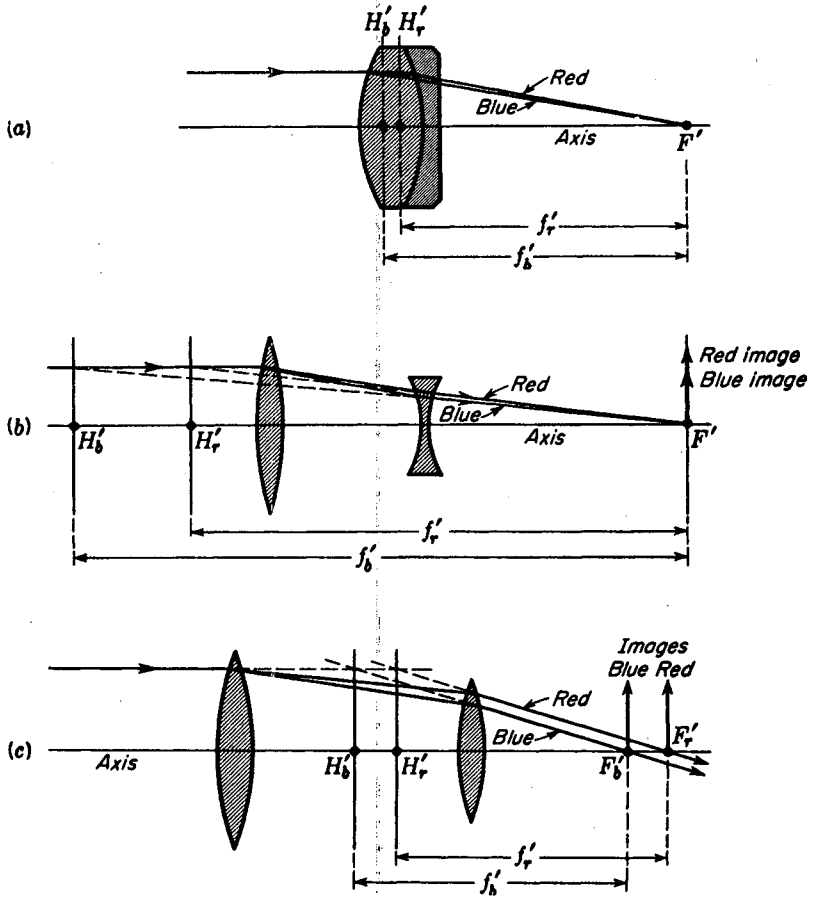 H'b H'r
Red
Blue
(a)
Axis
F'
f'r
f'b
Red image
Blue image
Red
Blue
(b)
H'b
H'r
Axis
F'
f'r
f'b
Images
Blue Red
Red
Blue
(c)
Axis
H'b
H'r
F'b
F'r
f'r
f'b